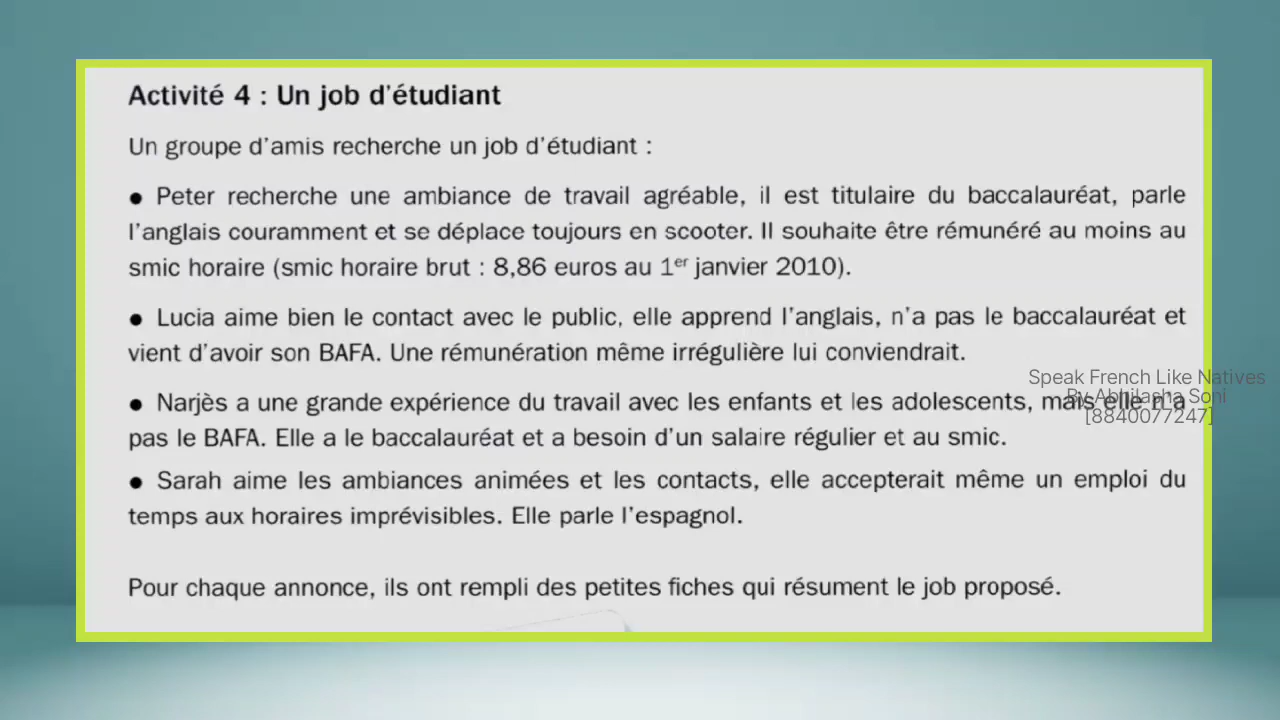 Activité 4 : Un job d'étudiant
Un groupe d'amis recherche un job d'étudiant :
● Peter recherche une ambiance de travail agréable, il est titulaire du baccalauréat, parle
l'anglais couramment et se déplace toujours en scooter. Il souhaite être rémunéré au moins au
smic horaire (smic horaire brut : 8,86 euros au 1er janvier 2010).
● Lucia aime bien le contact avec le public, elle apprend l'anglais, n'a pas le baccalauréat et
vient d'avoir son BAFA. Une rémunération même irrégulière lui conviendrait.
● Narjès a une grande expérience du travail avec les enfants et les adolescents, mais elle n'a
pas le BAFA. Elle a le baccalauréat et a besoin d'un salaire régulier et au smic.
● Sarah aime les ambiances animées et les contacts, elle accepterait même un emploi du
temps aux horaires imprévisibles. Elle parle l'espagnol.
Pour chaque annonce, ils ont rempli des petites fiches qui résument le job proposé.
Speak French Like Natives
By Abhilasha Soni
[8840077247]